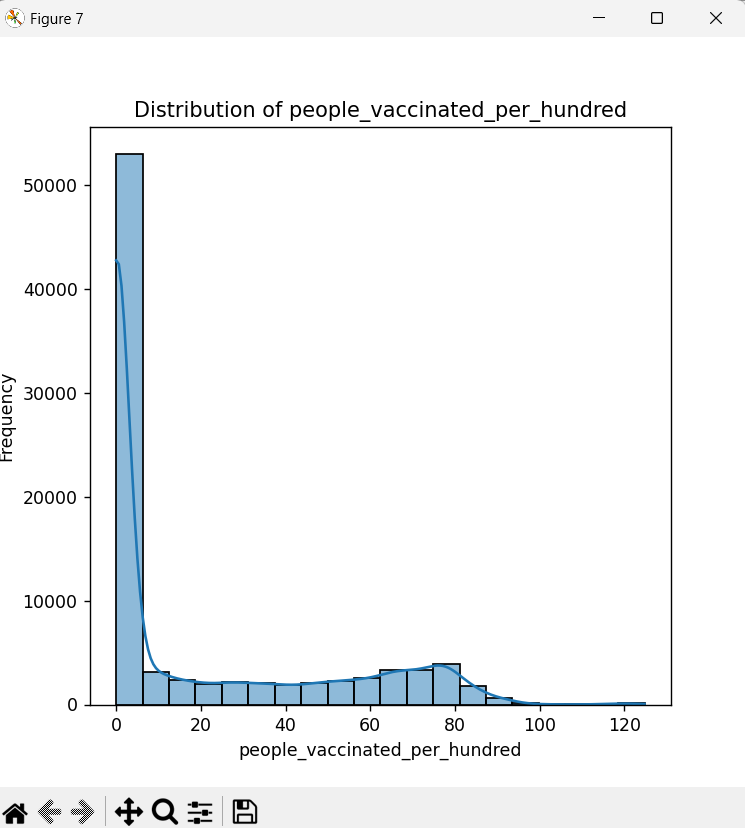 Figure 7
Distribution of people_vaccinated_per_hundred
50000
40000
30000
20000
10000
0
Frequency
0 20 40 60 80 100 120
people_vaccinated_per_hundred